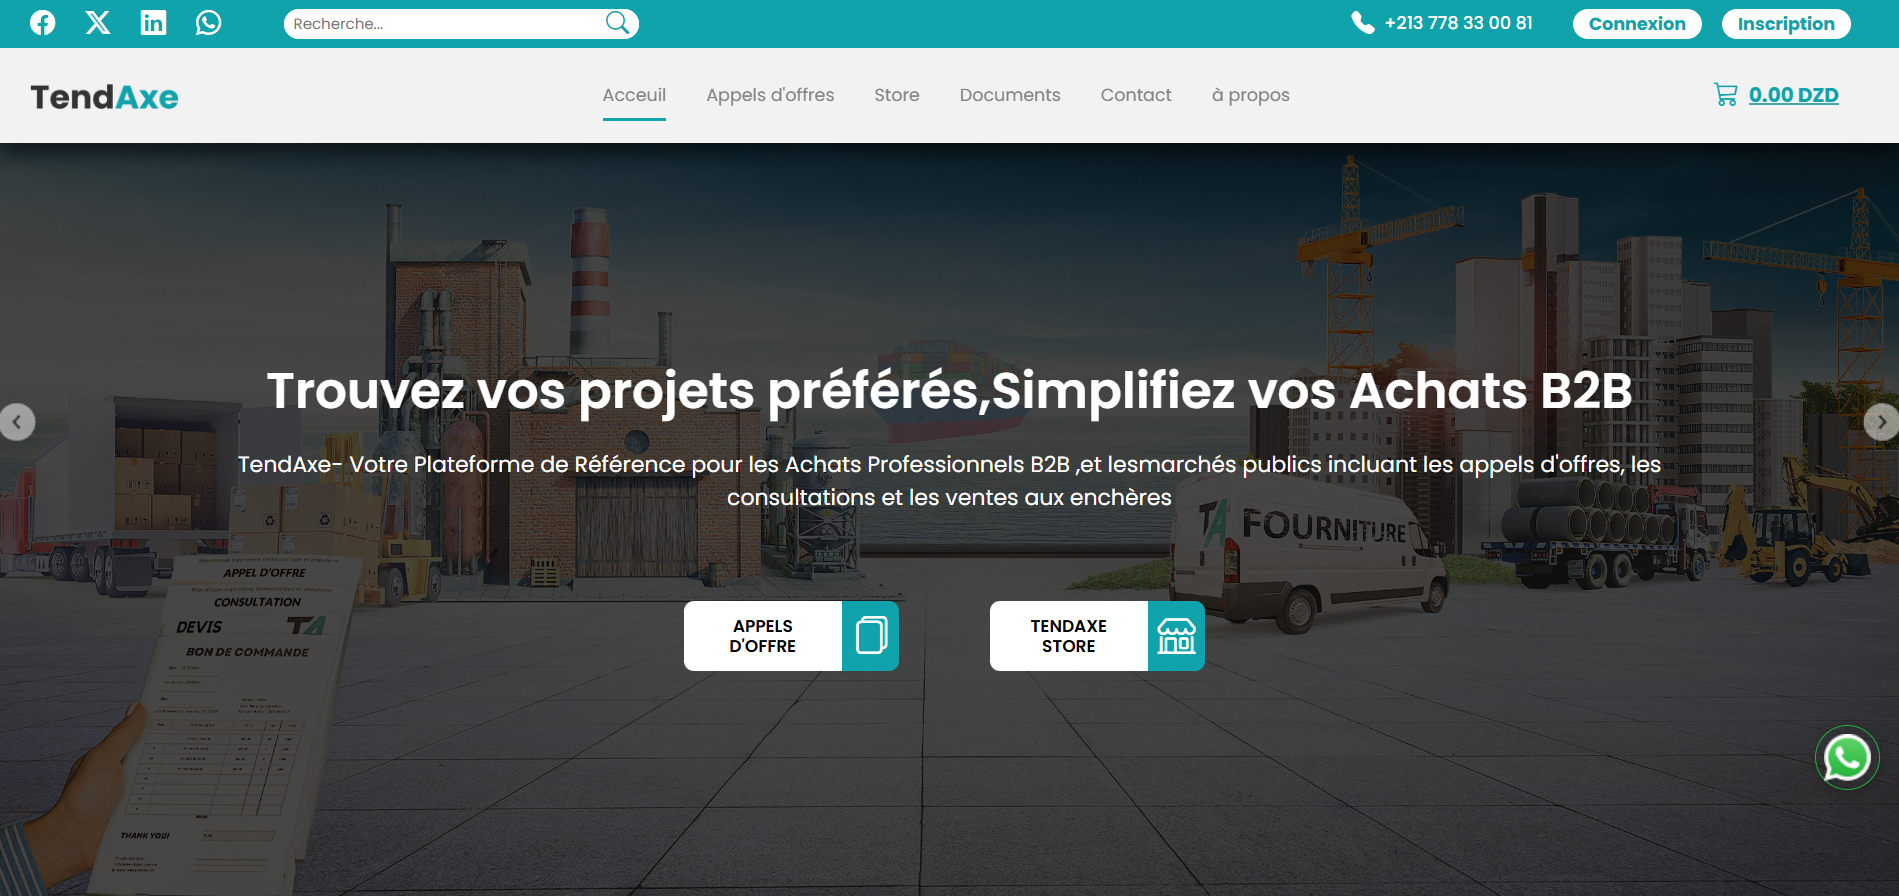 Recherche...
+213 778 33 00 81
Connexion
Inscription
TendAxe
Acceuil
Appels d'offres
Store
Documents
Contact
à propos
0.00 DZD
Trouvez vos projets préférés,Simplifiez vos Achats B2B
TendAxe- Votre Plateforme de Référence pour les Achats Professionnels B2B ,et lesmarchés publics incluant les appels d'offres, les
consultations et les ventes aux enchères
TA FOURNITURE
APPEL D'OFFRE
CONSULTATION
DEVIS TA
BON DE COMMANDE
THANK YOU!
APPELS
D'OFFRE
TENDAXE
STORE